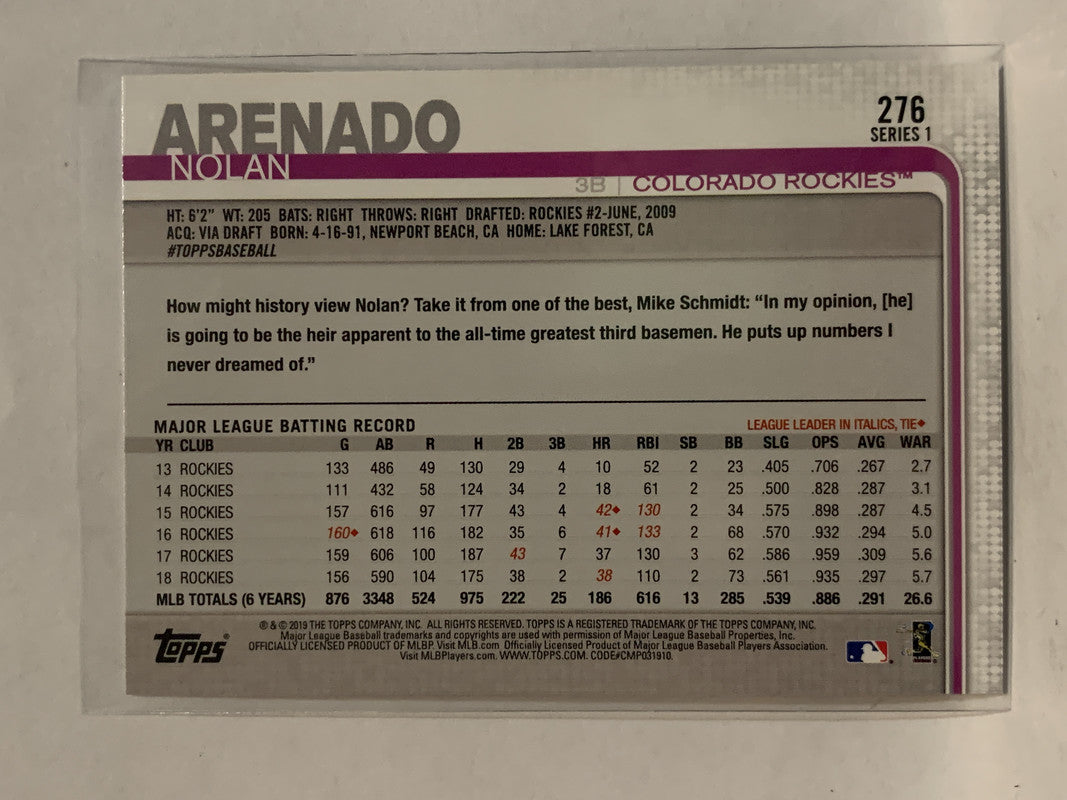 ARENADO
NOLAN
276
SERIES 1
3B | COLORADO ROCKIES™
HT: 6'2" WT: 205 BATS: RIGHT THROWS: RIGHT DRAFTED: ROCKIES #2-JUNE, 2009
ACQ: VIA DRAFT BORN: 4-16-91, NEWPORT BEACH, CA HOME: LAKE FOREST, CA
#TOPPSBASEBALL
How might history view Nolan? Take it from one of the best, Mike Schmidt: “In my opinion, [he]
is going to be the heir apparent to the all-time greatest third basemen. He puts up numbers I
never dreamed of.”
MAJOR LEAGUE BATTING RECORD LEAGUE LEADER IN ITALICS, TIE♦
YR CLUB G AB R H 2B 3B HR RBI SB BB SLG OPS AVG WAR
13 ROCKIES 133 486 49 130 29 4 10 52 2 23 .405 .706 .267 2.7
14 ROCKIES 111 432 58 124 34 2 18 61 2 25 .500 .828 .287 3.1
15 ROCKIES 157 616 97 177 43 4 42♦ 130 2 34 .575 .898 .287 4.5
16 ROCKIES 160♦ 618 116 182 35 6 41♦ 133 2 68 .570 .932 .294 5.0
17 ROCKIES 159 606 100 187 43 7 37 130 3 62 .586 .959 .309 5.6
18 ROCKIES 156 590 104 175 38 2 38 110 2 73 .561 .935 .297 5.7
MLB TOTALS (6 YEARS) 876 3348 524 975 222 25 186 616 13 285 .539 .886 .291 26.6
Topps®
® & © 2019 THE TOPPS COMPANY, INC. ALL RIGHTS RESERVED. TOPPS IS A REGISTERED TRADEMARK OF THE TOPPS COMPANY, INC.
Major League Baseball trademarks and copyrights are used with permission of Major League Baseball Properties, Inc.
OFFICIALLY LICENSED PRODUCT OF MLBP. Visit MLB.com Officially Licensed Product of Major League Baseball Players Association.
Visit MLBPlayers.com. WWW.TOPPS.COM. CODE#CMP031910.